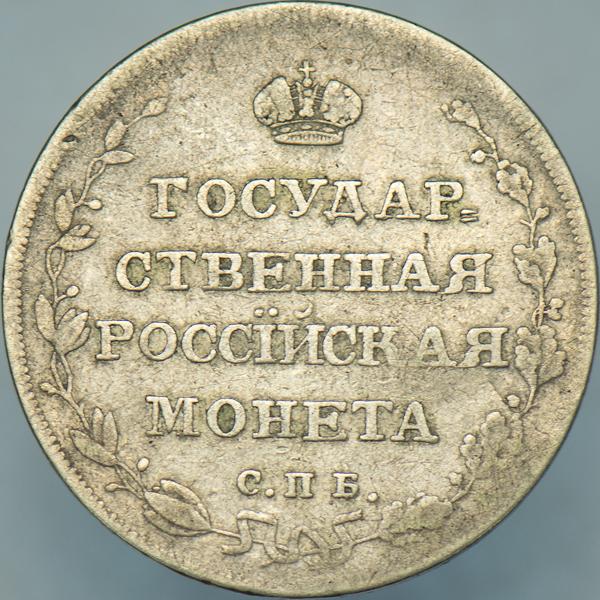 ГОСУДАР=
СТВЕННАЯ
РОССІЙСКАЯ
МОНЕТА
С.П Б.